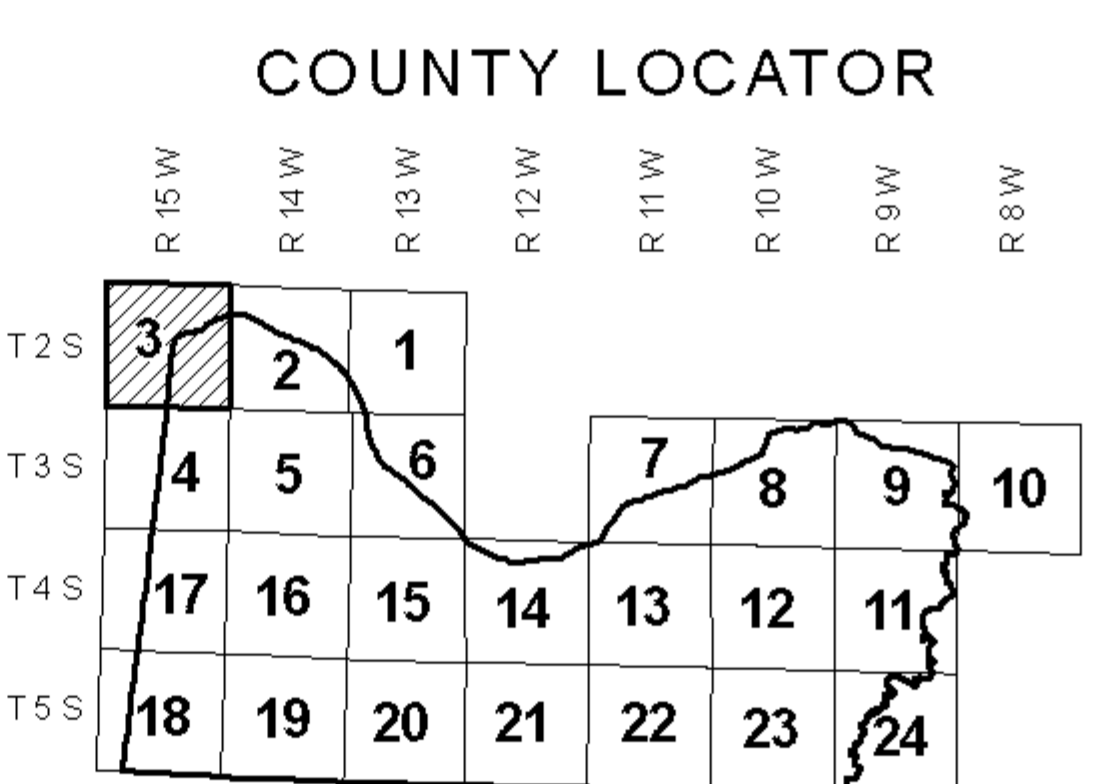 COUNTY LOCATOR
R 15 W R 14 W R 13 W R 12 W R 11 W R 10 W R 9 W R 8 W
T 2 S 3 2 1
T 3 S 4 5 6 7 8 9 10
T 4 S 17 16 15 14 13 12 11
T 5 S 18 19 20 21 22 23 24